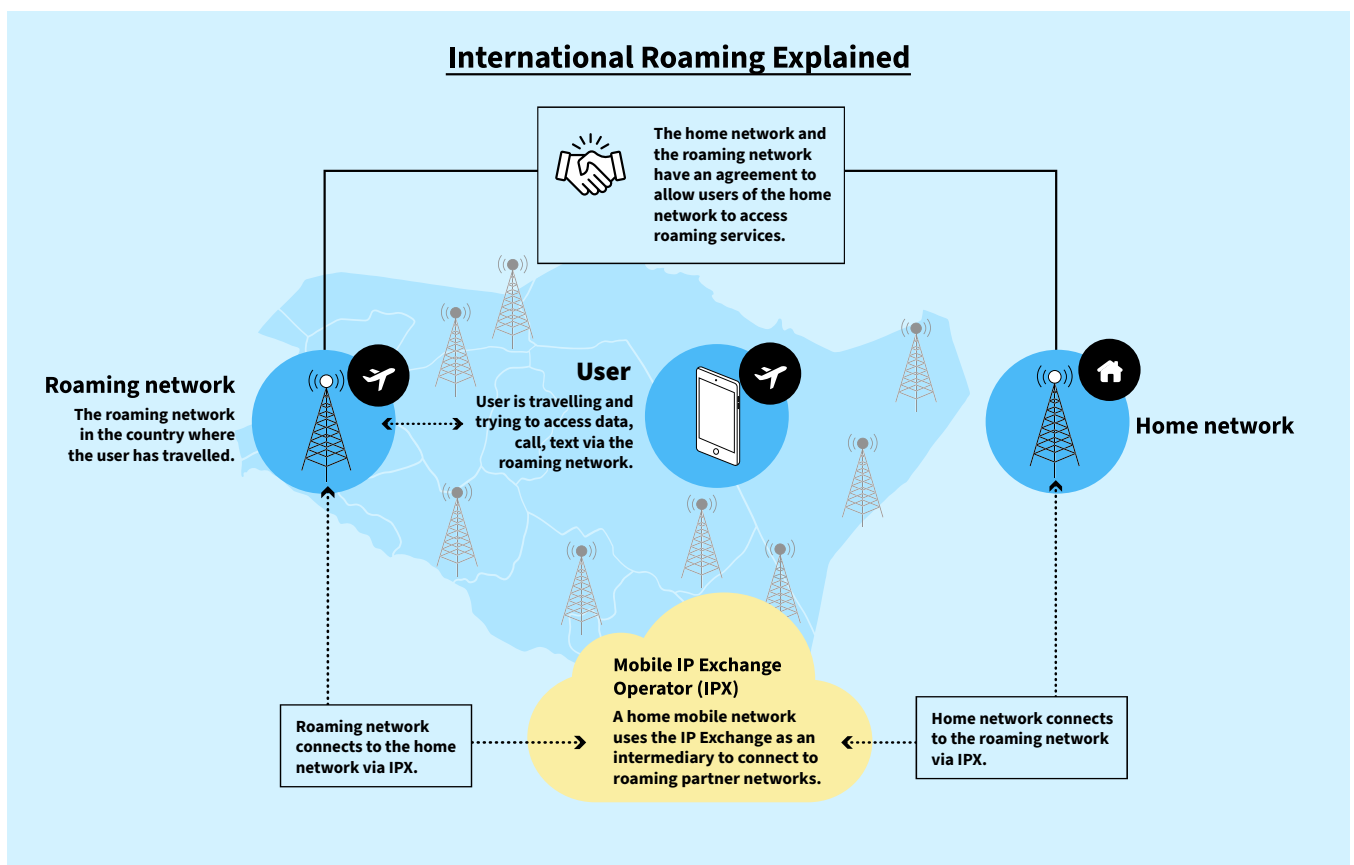 International Roaming Explained
The home network and
the roaming network
have an agreement to
allow users of the home
network to access
roaming services.
Roaming network
The roaming network
in the country where
the user has travelled.
User
User is travelling and
trying to access data,
call, text via the
roaming network.
Home network
Mobile IP Exchange
Operator (IPX)
A home mobile network
uses the IP Exchange as an
intermediary to connect to
roaming partner networks.
Roaming network
connects to the home
network via IPX.
Home network connects
to the roaming network
via IPX.